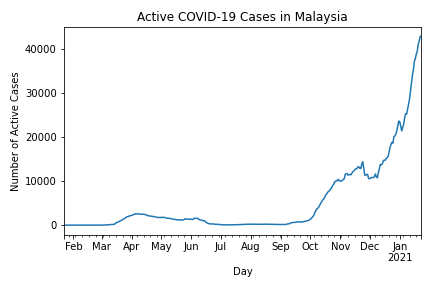 Active COVID-19 Cases in Malaysia
Number of Active Cases
40000
30000
20000
10000
0
Feb Mar Apr May Jun Jul Aug Sep Oct Nov Dec Jan
2021
Day